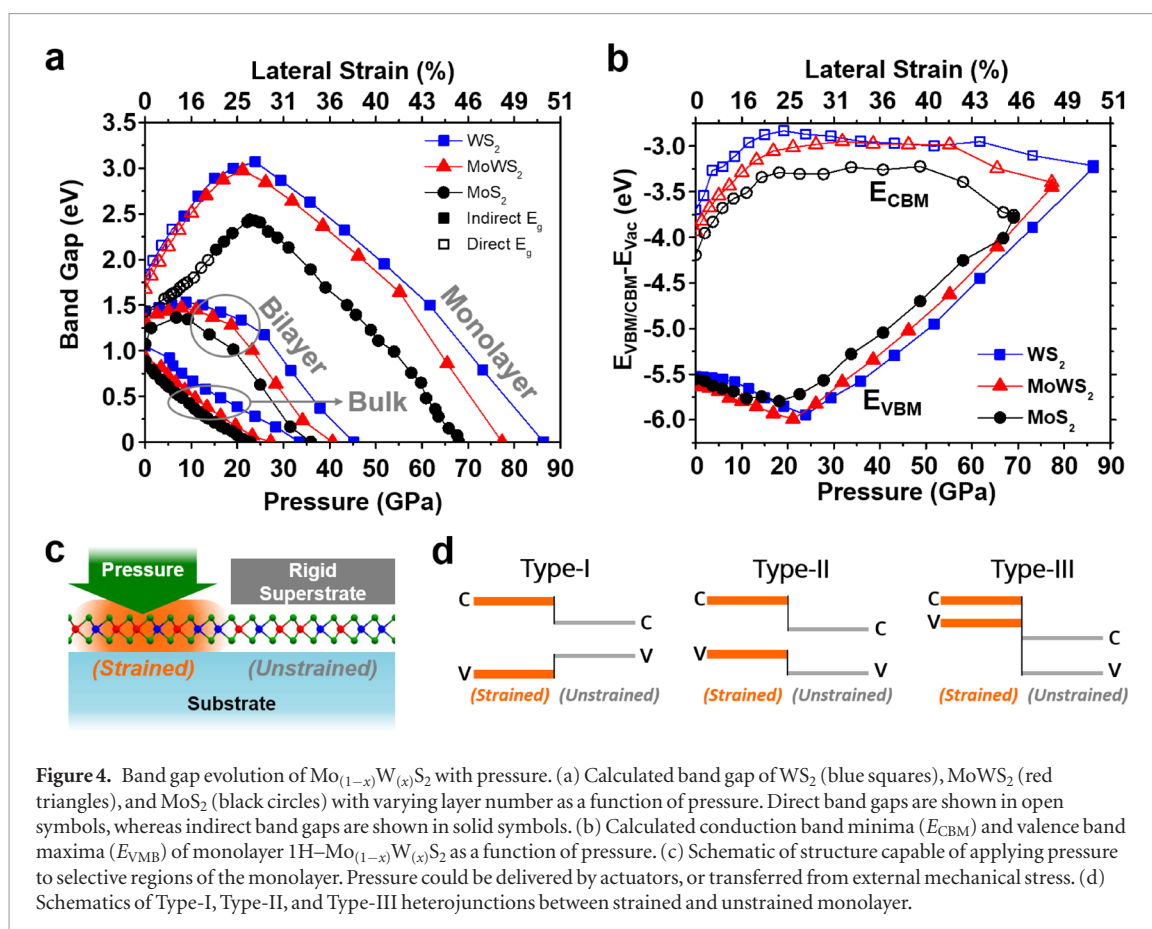 a
Lateral Strain (%)
0 16 25 31 36 40 43 46 49 51
3.5
3.0
2.5
2.0
1.5
1.0
0.5
0
Band Gap (eV)
WS2
MoWS2
MoS2
Indirect Eg
Direct Eg
Monolayer
Bilayer
Bulk
0 10 20 30 40 50 60 70 80 90
Pressure (GPa)
b
Lateral Strain (%)
0 16 25 31 36 40 43 46 49 51
-3.0
-3.5
-4.0
-4.5
-5.0
-5.5
-6.0
EVBM/CBM-EVac (eV)
ECBM
EVBM
WS2
MoWS2
MoS2
0 10 20 30 40 50 60 70 80 90
Pressure (GPa)
c
Pressure
Rigid
Superstrate
(Strained) (Unstrained)
Substrate
d
Type-I
C
C
V
V
(Strained) (Unstrained)
Type-II
C
C
V
V
(Strained) (Unstrained)
Type-III
C
V
C
V
(Strained) (Unstrained)
Figure 4. Band gap evolution of Mo(1−x)W(x)S2 with pressure. (a) Calculated band gap of WS2 (blue squares), MoWS2 (red
triangles), and MoS2 (black circles) with varying layer number as a function of pressure. Direct band gaps are shown in open
symbols, whereas indirect band gaps are shown in solid symbols. (b) Calculated conduction band minima (ECBM) and valence band
maxima (EVMB) of monolayer 1H–Mo(1−x)W(x)S2 as a function of pressure. (c) Schematic of structure capable of applying pressure
to selective regions of the monolayer. Pressure could be delivered by actuators, or transferred from external mechanical stress. (d)
Schematics of Type-I, Type-II, and Type-III heterojunctions between strained and unstrained monolayer.